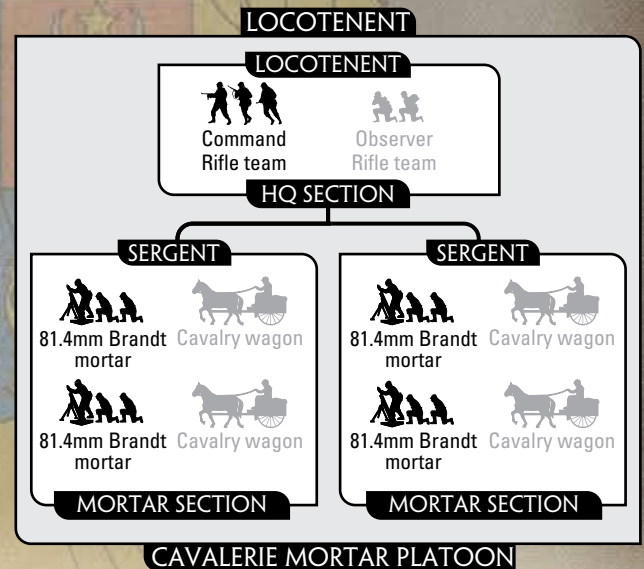 LOCOTENENT
LOCOTENENT
Command
Rifle team
Observer
Rifle team
HQ SECTION
SERGENT
81.4mm Brandt
mortar
Cavalry wagon
81.4mm Brandt
mortar
Cavalry wagon
MORTAR SECTION
SERGENT
81.4mm Brandt
mortar
Cavalry wagon
81.4mm Brandt
mortar
Cavalry wagon
MORTAR SECTION
CAVALERIE MORTAR PLATOON